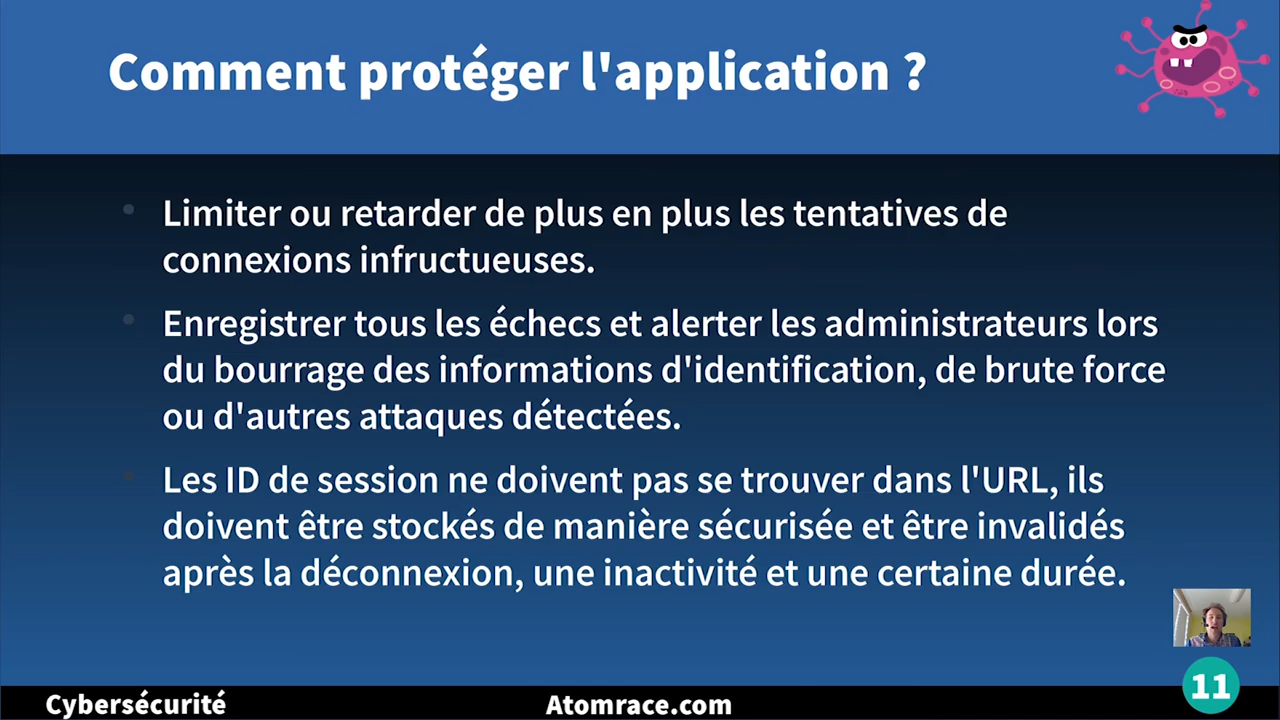 Comment protéger l'application ?
Limiter ou retarder de plus en plus les tentatives de
connexions infructueuses.
Enregistrer tous les échecs et alerter les administrateurs lors
du bourrage des informations d'identification, de brute force
ou d'autres attaques détectées.
Les ID de session ne doivent pas se trouver dans l'URL, ils
doivent être stockés de manière sécurisée et être invalidés
après la déconnexion, une inactivité et une certaine durée.
11
Cybersécurité
Atomrace.com